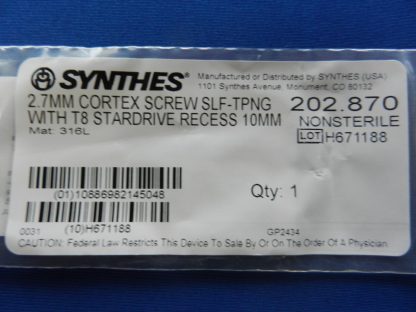 SYNTHES®
Manufactured or Distributed by SYNTHES (USA)
1101 Synthes Avenue, Monument, CO 80132
2.7MM CORTEX SCREW SLF-TPNG
WITH T8 STARDRIVE RECESS 10MM
Mat: 316L
202.870
NONSTERILE
LOT H671188
(01)10886982145048
Qty: 1
(10)H671188
0031
GP2434
CAUTION: Federal Law Restricts This Device To Sale By Or On The Order Of A Physician